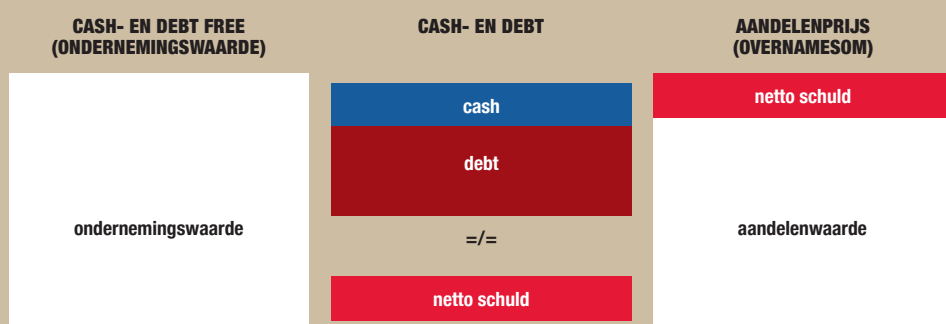 CASH- EN DEBT FREE
(ONDERNEMINGSWAARDE)
ondernemingswaarde
CASH- EN DEBT
cash
debt
=/=
netto schuld
AANDELENPRIJS
(OVERNAMESOM)
netto schuld
aandelenwaarde